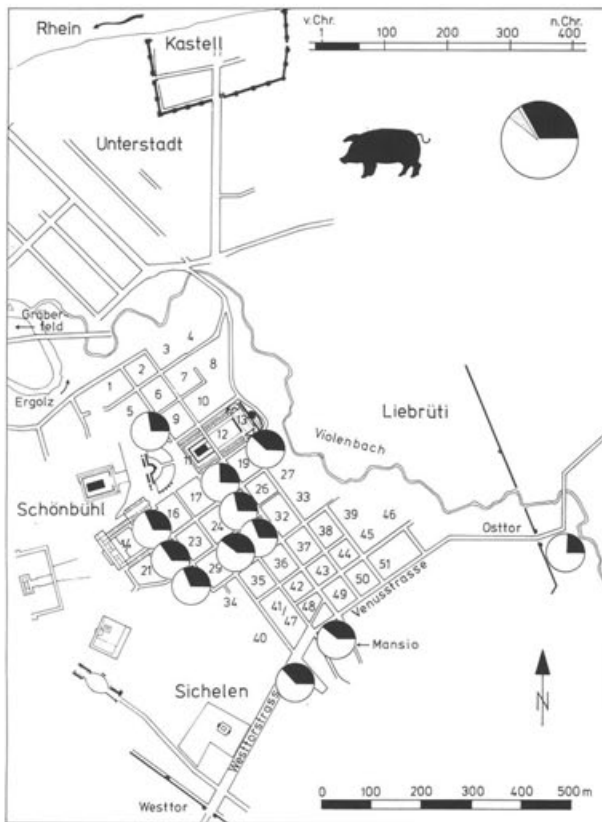 v.Chr. n.Chr.
1 100 200 300 400
Rhein
Kastell
Unterstadt
Gräber-
feld
Ergolz
3 4
2 8
1 7
6
5 10
9
13
12
11
19
Violenbach
Liebrüti
Schönbühl
17 27
26
16 33
24 32 39 46
14 38 45
23 37 44
21 36 43 51
29 35 42 50
34 41/ 48 49
47
40
Osttor
Venusstrasse
Mansio
Sichelen
Weststorstrasse
Westtor
N
0 100 200 300 400 500 m